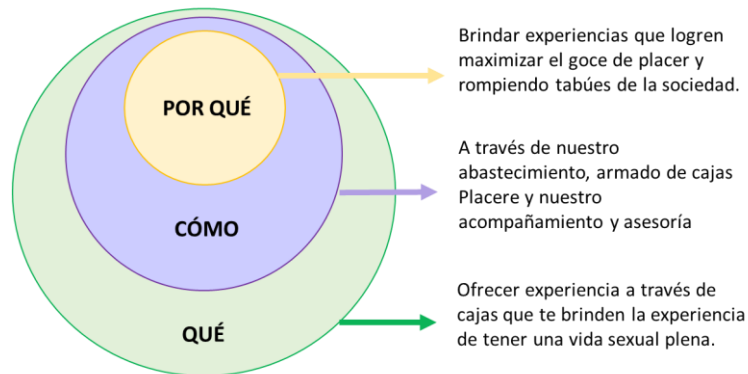 POR QUÉ
Brindar experiencias que logren
maximizar el goce de placer y
rompiendo tabúes de la sociedad.
CÓMO
A través de nuestro
abastecimiento, armado de cajas
Placere y nuestro
acompañamiento y asesoría
QUÉ
Ofrecer experiencia a través de
cajas que te brinden la experiencia
de tener una vida sexual plena.